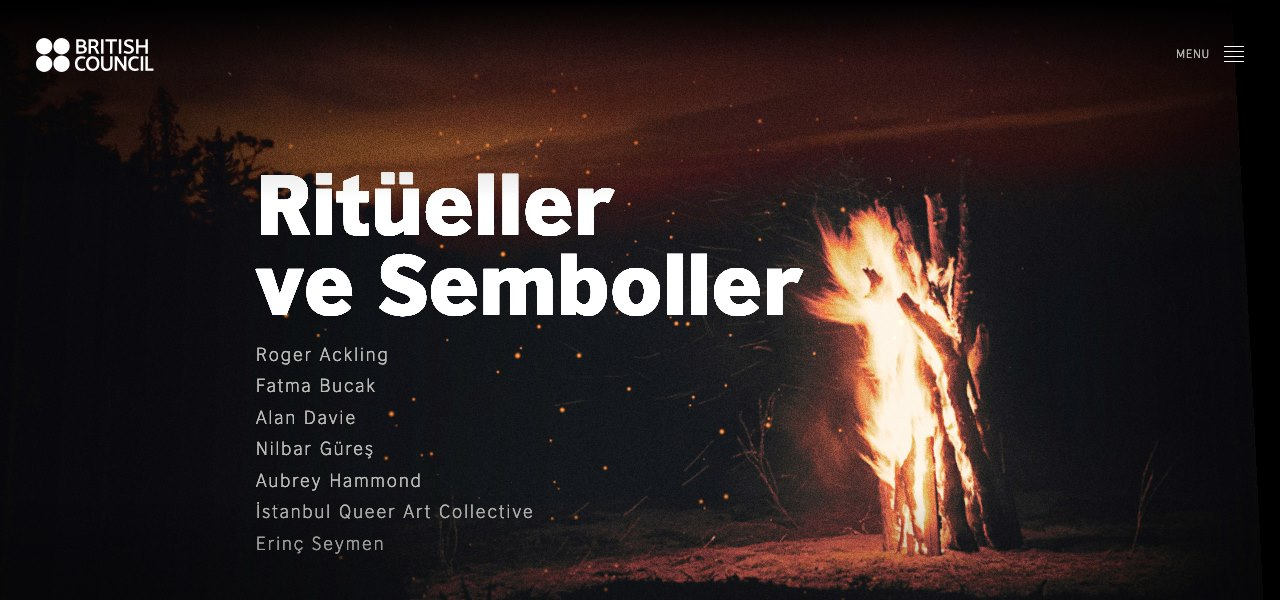 BRITISH
COUNCIL
MENU
Ritüeller
ve Semboller
Roger Ackling
Fatma Bucak
Alan Davie
Nilbar Güreş
Aubrey Hammond
İstanbul Queer Art Collective
Erinç Seymen